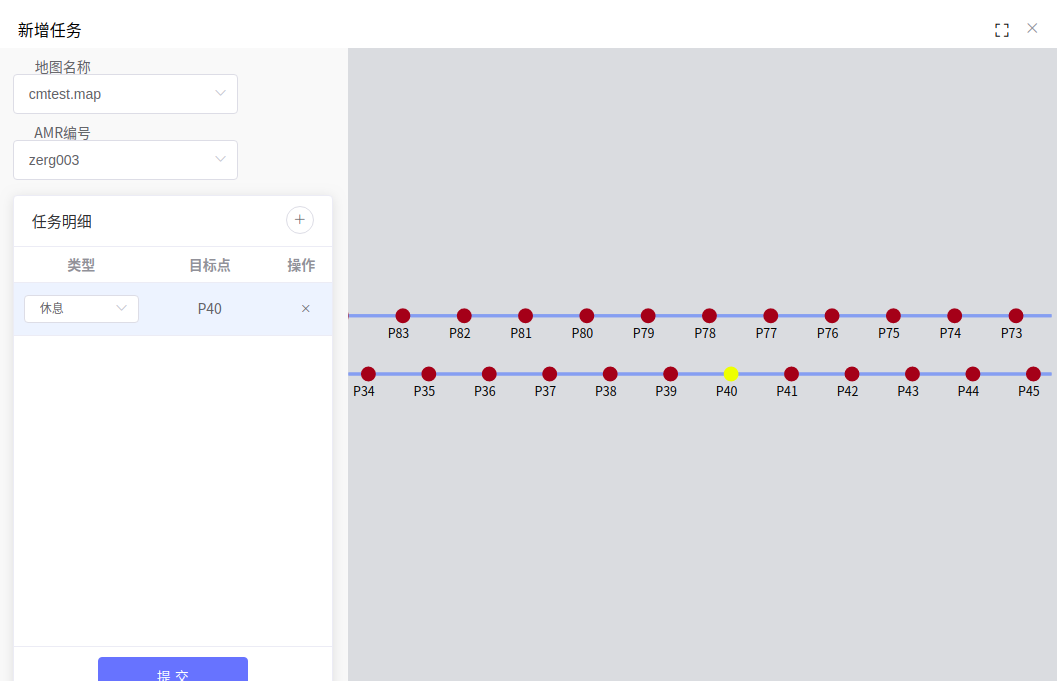 新增任务
地图名称
cmtest.map
AMR编号
zerg003
任务明细
类型 目标点 操作
休息 P40
提交
P83 P82 P81 P80 P79 P78 P77 P76 P75 P74 P73
P34 P35 P36 P37 P38 P39 P40 P41 P42 P43 P44 P45